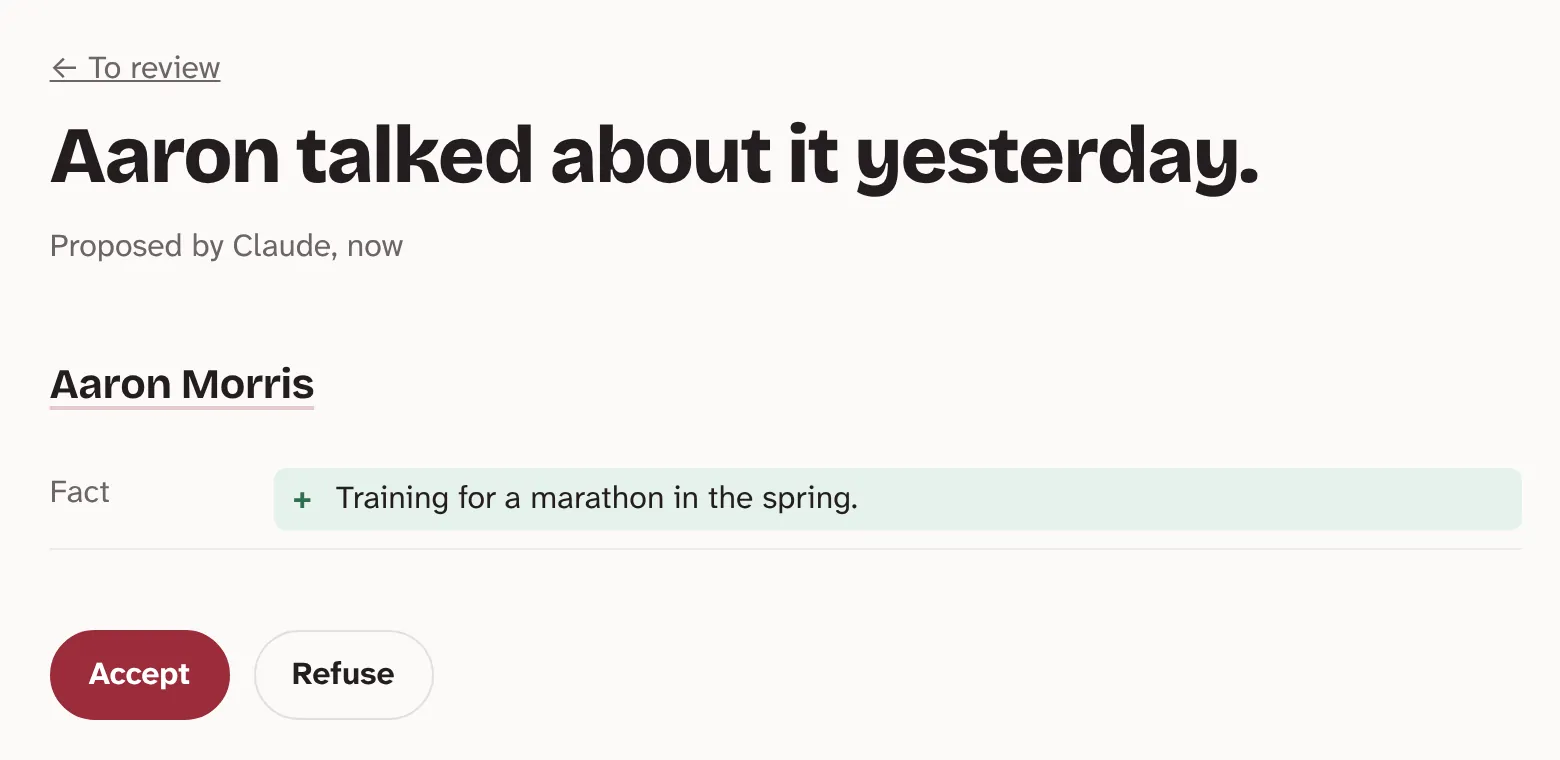 ← To review
Aaron talked about it yesterday.
Proposed by Claude, now
Aaron Morris
Fact
+ Training for a marathon in the spring.
Accept
Refuse